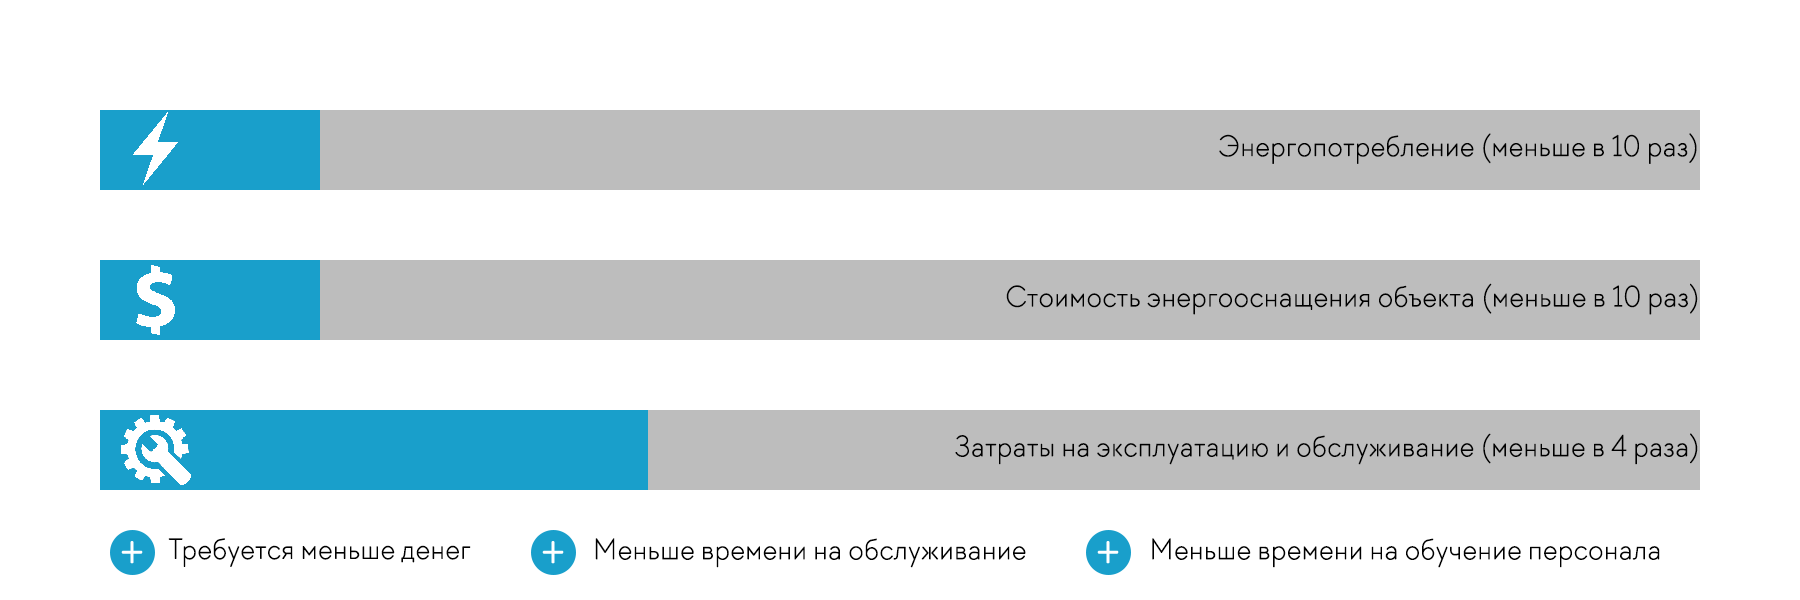 Энергопотребление (меньше в 10 раз)
Стоимость энергооснащения объекта (меньше в 10 раз)
Затраты на эксплуатацию и обслуживание (меньше в 4 раза)
Требуется меньше денег
Меньше времени на обслуживание
Меньше времени на обучение персонала